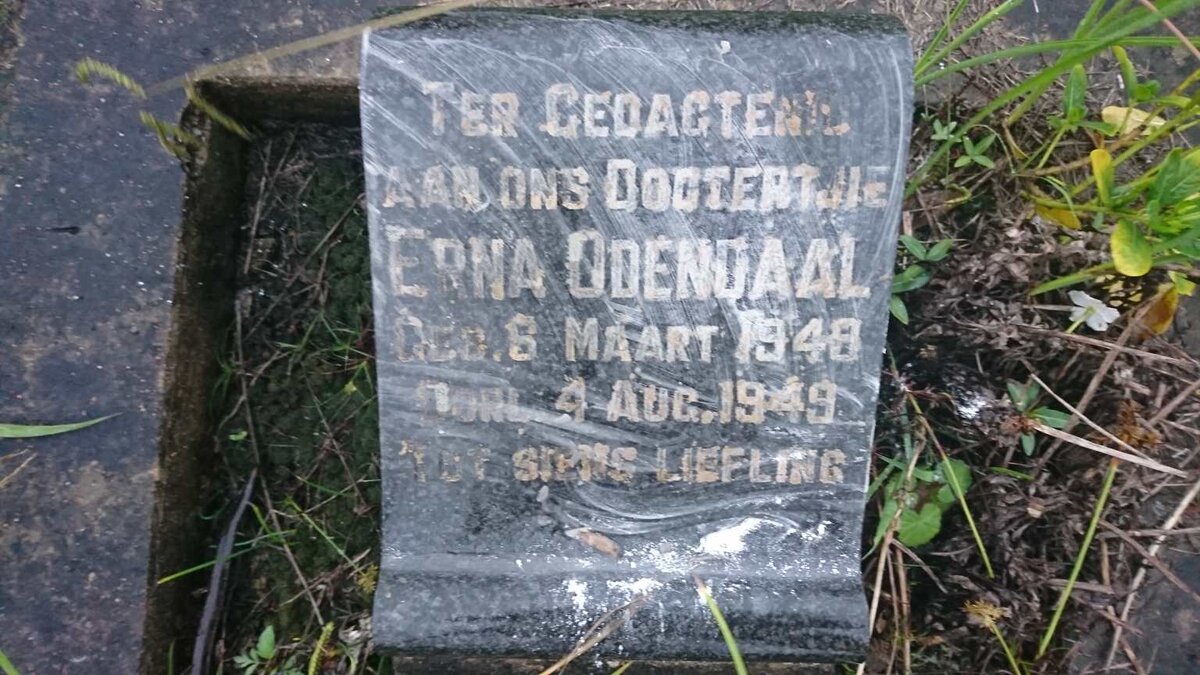 TER GEDAGTENIS
AAN ONS DOGTERTJIE
ERNA ODENDAAL
GEB. 6 MAART 1948
OORL. 4 AUG. 1949
TOT SIENS LIEFLING